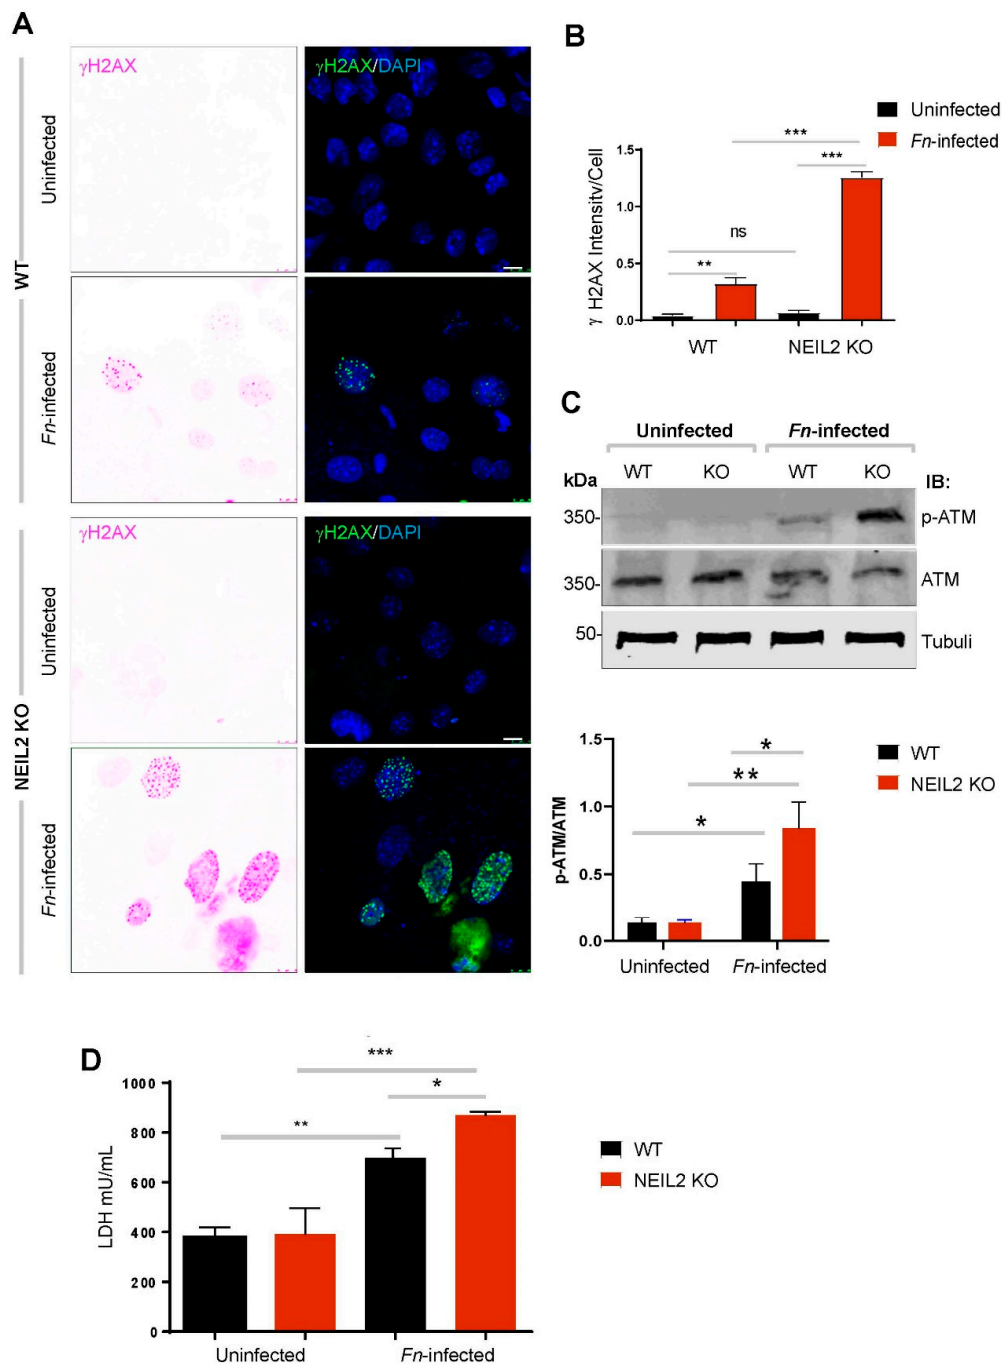 A
γH2AX
γH2AX/DAPI
Uninfected
WT
Fn-infected
γH2AX
γH2AX/DAPI
Uninfected
NEIL2 KO
Fn-infected
B
Uninfected
Fn-infected
γ H2AX Intensitv/Cell
1.5
1.0
0.5
0.0
***
***
ns
**
WT
NEIL2 KO
C
Uninfected
Fn-infected
kDa
WT
KO
WT
KO
IB:
350-
p-ATM
350-
ATM
50-
Tubuli
p-ATM/ATM
1.5
1.0
0.5
0.0
*
**
*
WT
NEIL2 KO
Uninfected
Fn-infected
D
LDH mU/mL
1000
800
600
400
200
0
***
*
**
WT
NEIL2 KO
Uninfected
Fn-infected